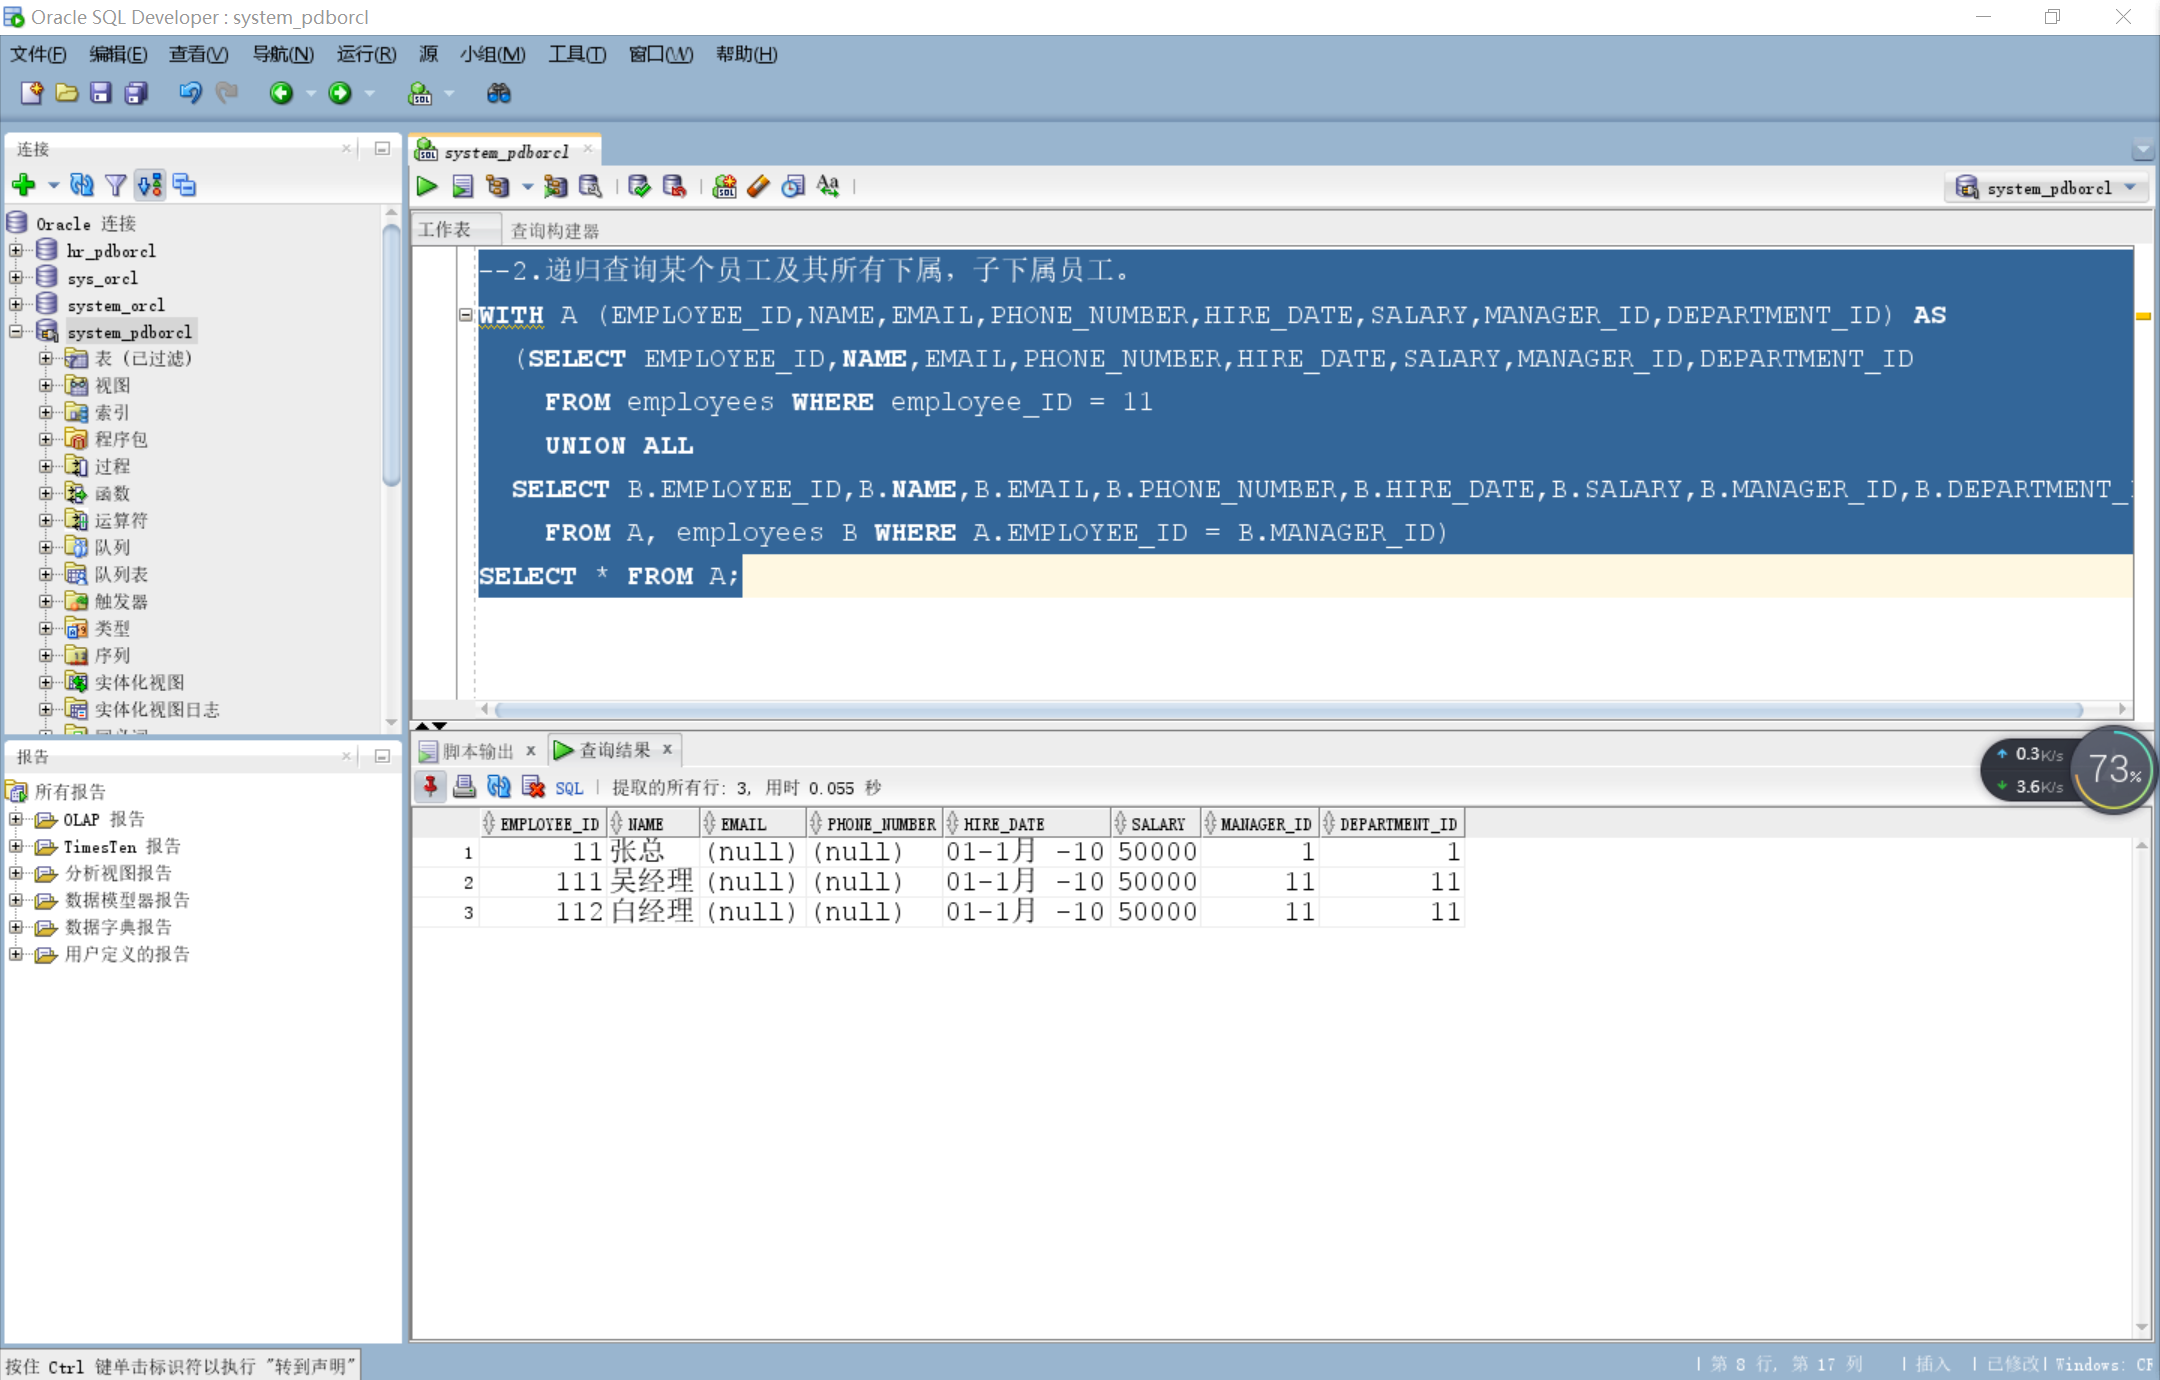 Oracle SQL Developer : system_pdborcl
文件(F) 编辑(E) 查看(V) 导航(N) 运行(R) 源 小组(M) 工具(T) 窗口(W) 帮助(H)
连接
Oracle 连接
hr_pdborcl
sys_orcl
system_orcl
system_pdborcl
表 (已过滤)
视图
索引
程序包
过程
函数
运算符
队列
队列表
触发器
类型
序列
实体化视图
实体化视图日志
报告
所有报告
OLAP 报告
TimesTen 报告
分析视图报告
数据模型器报告
数据字典报告
用户定义的报告
system_pdborcl
system_pdborcl
工作表 查询构建器
--2.递归查询某个员工及其所有下属，子下属员工。
WITH A (EMPLOYEE_ID,NAME,EMAIL,PHONE_NUMBER,HIRE_DATE,SALARY,MANAGER_ID,DEPARTMENT_ID) AS
(SELECT EMPLOYEE_ID,NAME,EMAIL,PHONE_NUMBER,HIRE_DATE,SALARY,MANAGER_ID,DEPARTMENT_ID
FROM employees WHERE employee_ID = 11
UNION ALL
SELECT B.EMPLOYEE_ID,B.NAME,B.EMAIL,B.PHONE_NUMBER,B.HIRE_DATE,B.SALARY,B.MANAGER_ID,B.DEPARTMENT_
FROM A, employees B WHERE A.EMPLOYEE_ID = B.MANAGER_ID)
SELECT * FROM A;
脚本输出 x 查询结果 x
SQL | 提取的所有行: 3, 用时 0.055 秒
EMPLOYEE_ID NAME EMAIL PHONE_NUMBER HIRE_DATE SALARY MANAGER_ID DEPARTMENT_ID
1 11 张总 (null) (null) 01-1月 -10 50000 1 1
2 111 吴经理 (null) (null) 01-1月 -10 50000 11 11
3 112 白经理 (null) (null) 01-1月 -10 50000 11 11
0.3K/s
3.6K/s
73%
按住 Ctrl 键单击标识符以执行 "转到声明"
| 第 8 行, 第 17 列 | 插入 | 已修改| Windows: CR